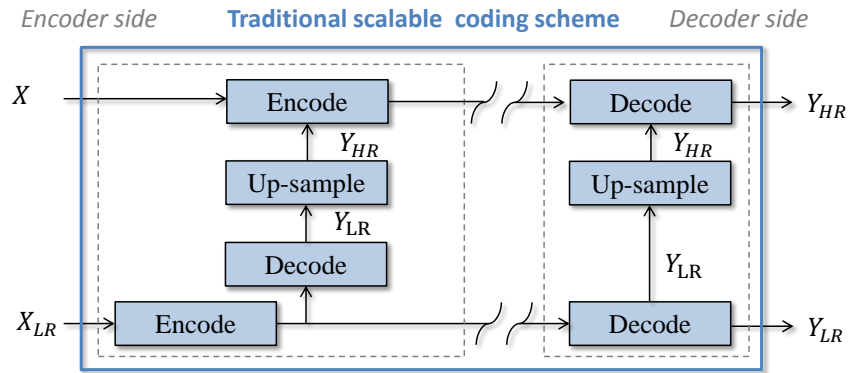 Encoder side Traditional scalable coding scheme Decoder side
X Encode Decode Y_HR
Y_HR Y_HR
Up-sample Up-sample
Y_LR
Decode Y_LR
X_LR Encode Decode Y_LR